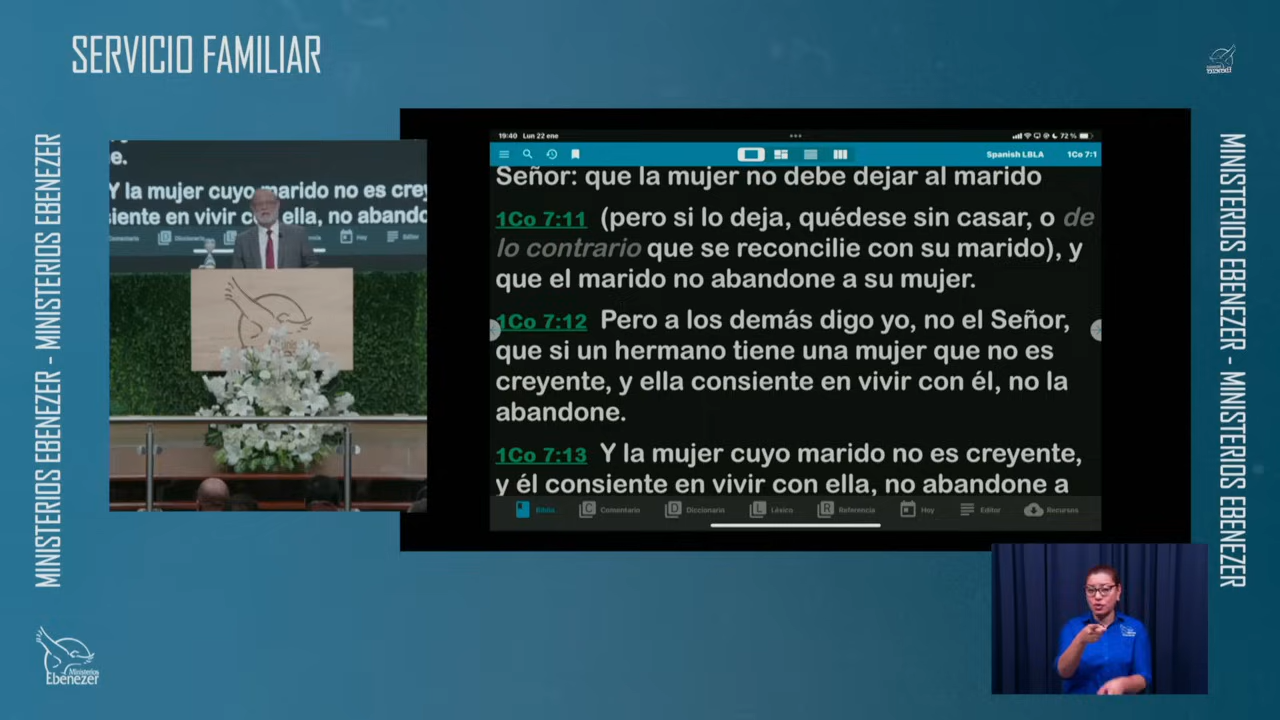 SERVICIO FAMILIAR
MINISTERIOS EBENEZER - MINISTERIOS EBENEZER
e.
Y la mujer cuyo marido no es crey
siente en vivir c ella, no abando
19:40 Lun 22 ene
72 %
Spanish LBLA 1Co 7:1
Señor: que la mujer no debe dejar al marido
1Co 7:11 (pero si lo deja, quédese sin casar, o de
lo contrario que se reconcilie con su marido), y
que el marido no abandone a su mujer.
1Co 7:12 Pero a los demás digo yo, no el Señor,
que si un hermano tiene una mujer que no es
creyente, y ella consiente en vivir con él, no la
abandone.
1Co 7:13 Y la mujer cuyo marido no es creyente,
y él consiente en vivir con ella, no abandone a
Biblia Comentario Diccionario Léxico Referencia Hoy Editor Recursos
MINISTERIOS EBENEZER - MINISTERIOS EBENEZER
Ministerios
Ebenezer